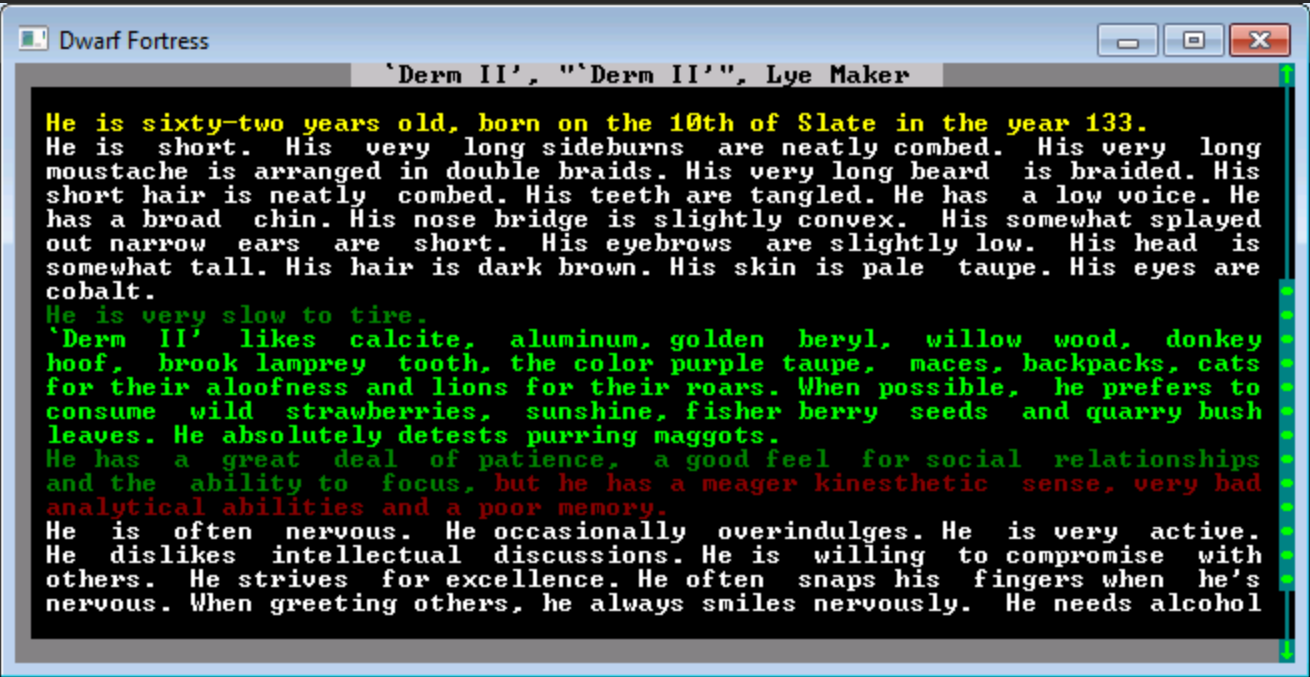 Dwarf Fortress
`Derm II', "`Derm II'", Lye Maker
He is sixty-two years old, born on the 10th of Slate in the year 133.
He is short. His very long sideburns are neatly combed. His very long
moustache is arranged in double braids. His very long beard is braided. His
short hair is neatly combed. His teeth are tangled. He has a low voice. He
has a broad chin. His nose bridge is slightly convex. His somewhat splayed
out narrow ears are short. His eyebrows are slightly low. His head is
somewhat tall. His hair is dark brown. His skin is pale taupe. His eyes are
cobalt.
He is very slow to tire.
`Derm II' likes calcite, aluminum, golden beryl, willow wood, donkey
hoof, brook lamprey tooth, the color purple taupe, maces, backpacks, cats
for their aloofness and lions for their roars. When possible, he prefers to
consume wild strawberries, sunshine, fisher berry seeds and quarry bush
leaves. He absolutely detests purring maggots.
He has a great deal of patience, a good feel for social relationships
and the ability to focus, but he has a meager kinesthetic sense, very bad
analytical abilities and a poor memory.
He is often nervous. He occasionally overindulges. He is very active.
He dislikes intellectual discussions. He is willing to compromise with
others. He strives for excellence. He often snaps his fingers when he's
nervous. When greeting others, he always smiles nervously. He needs alcohol